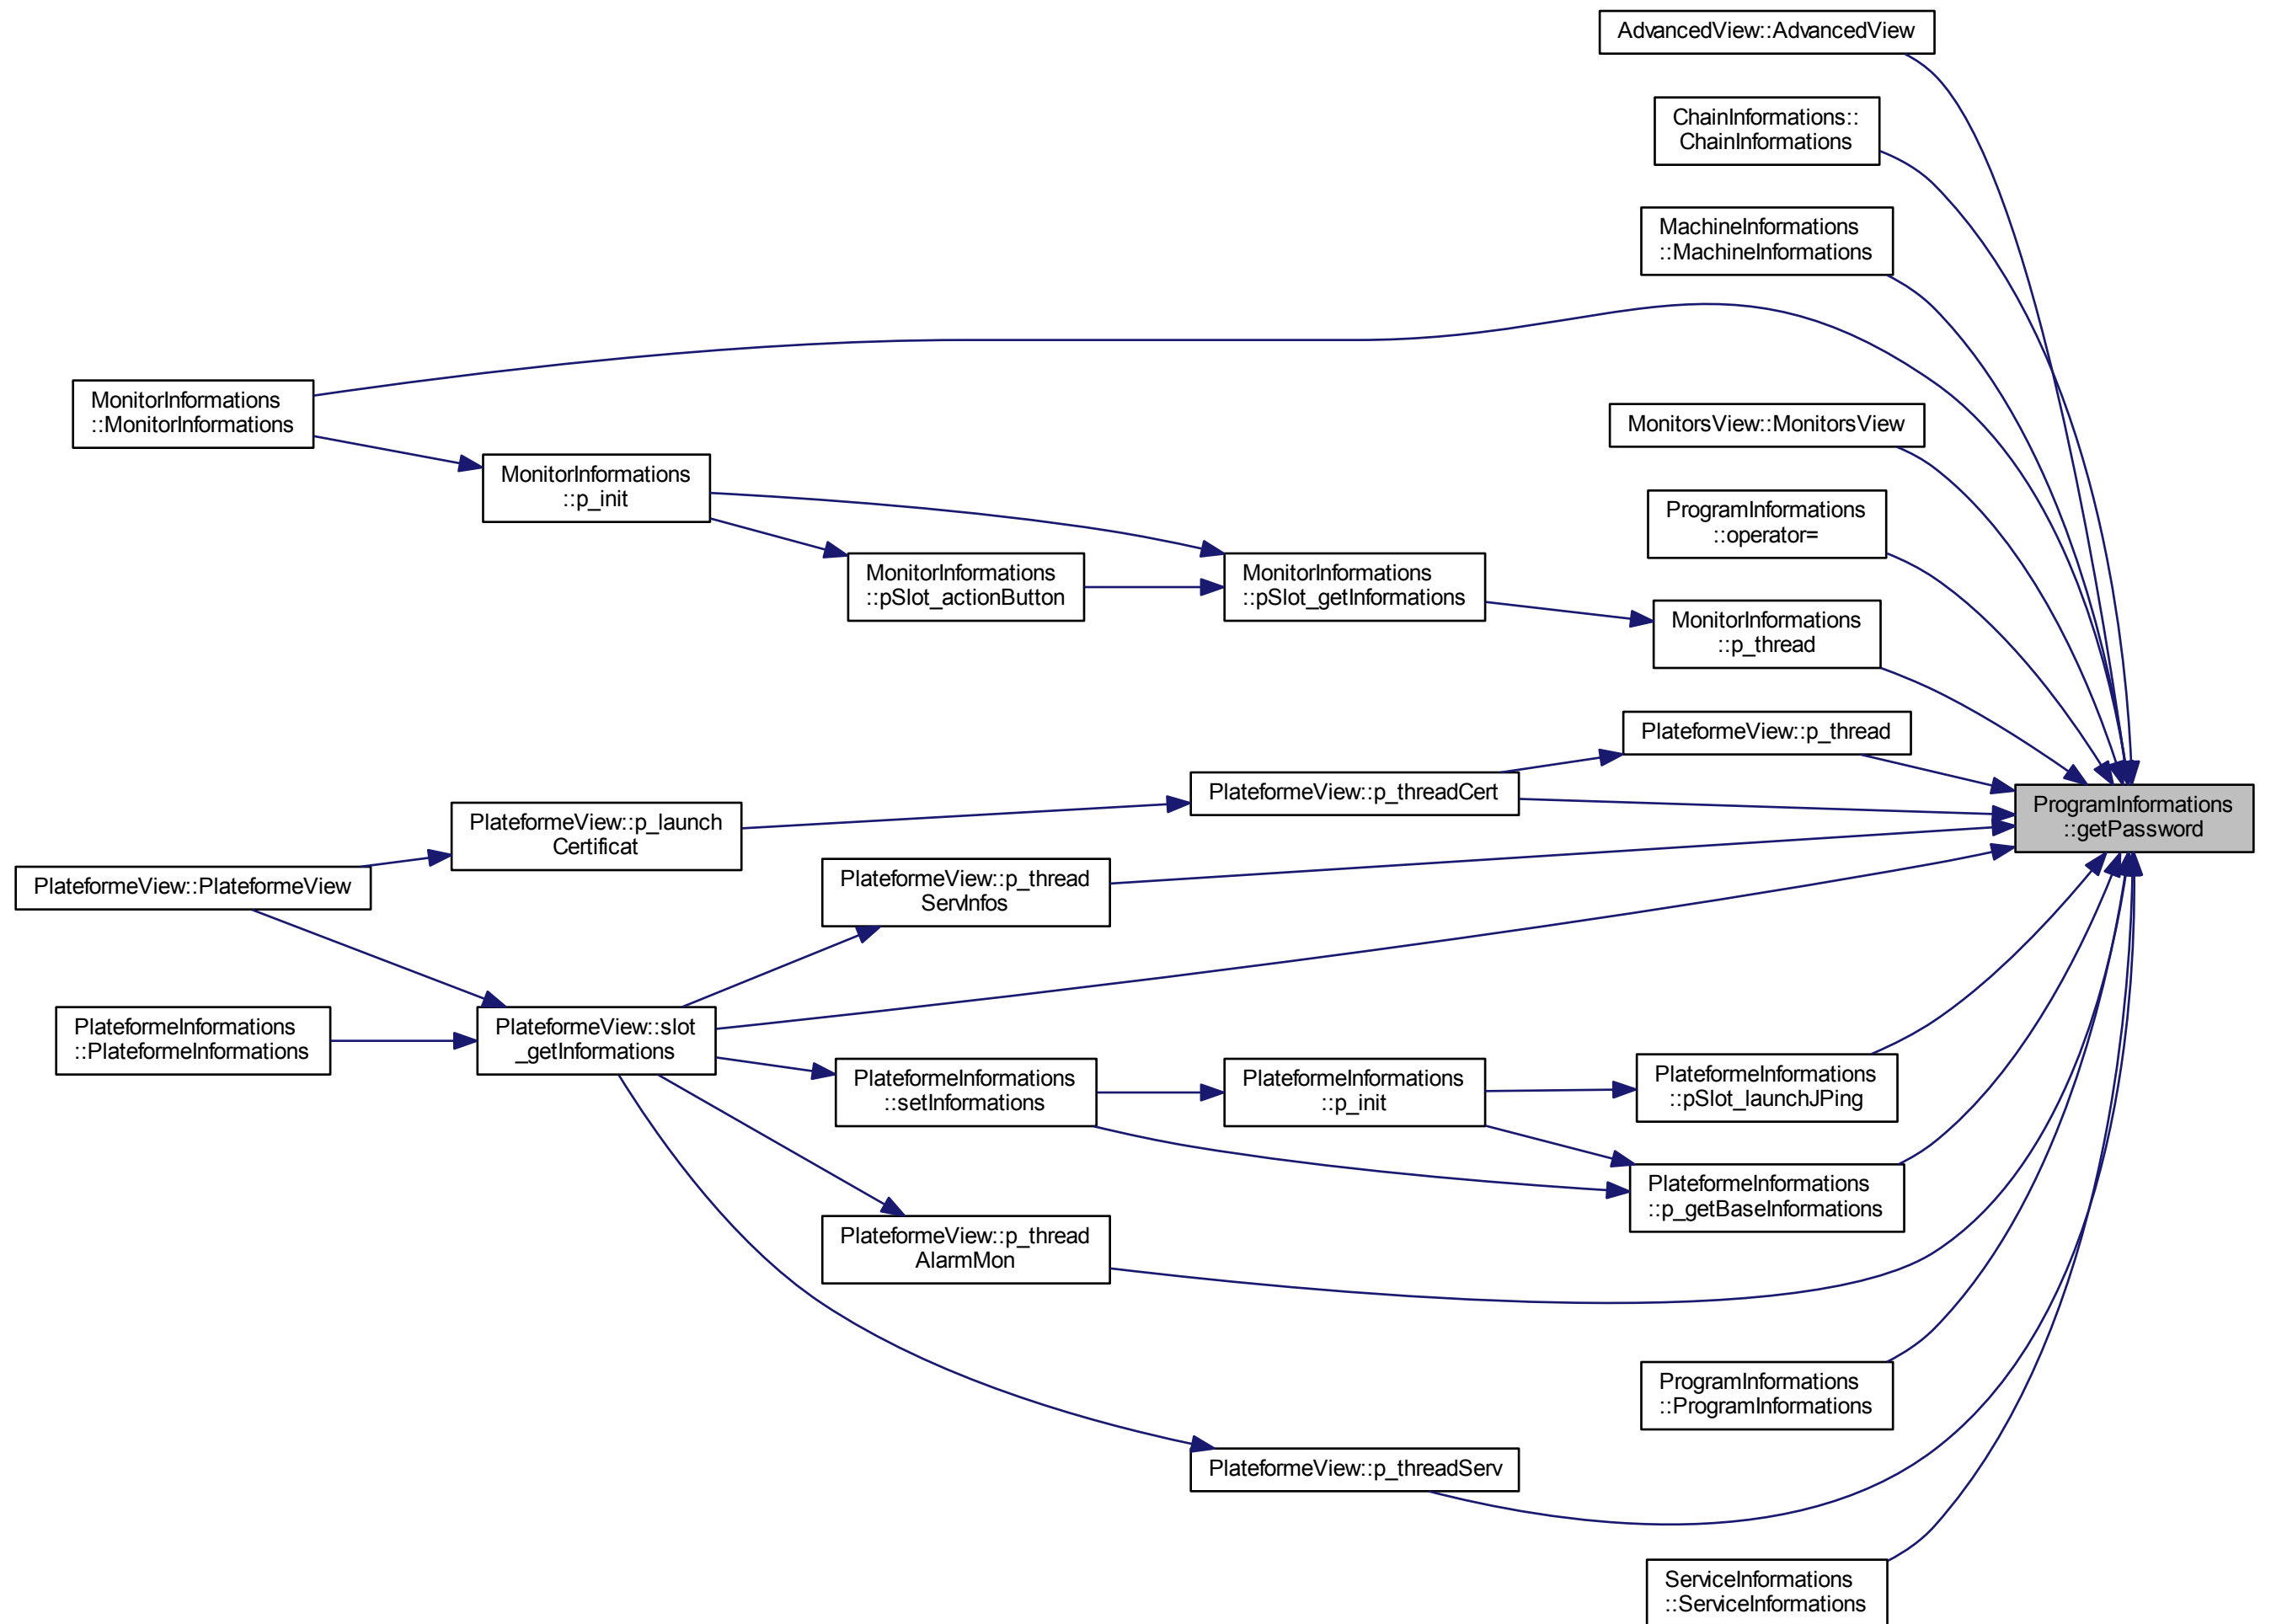 AdvancedView::AdvancedView
ChainInformations::
ChainInformations
MachineInformations
::MachineInformations
MonitorInformations
::MonitorInformations
MonitorsView::MonitorsView
MonitorInformations
::p_init
ProgramInformations
::operator=
MonitorInformations
::pSlot_actionButton
MonitorInformations
::pSlot_getInformations
MonitorInformations
::p_thread
PlateformeView::p_thread
PlateformeView::p_threadCert
ProgramInformations
::getPassword
PlateformeView::p_launch
Certificat
PlateformeView::PlateformeView
PlateformeView::p_thread
ServInfos
PlateformeInformations
::PlateformeInformations
PlateformeView::slot
_getInformations
PlateformeInformations
::setInformations
PlateformeInformations
::p_init
PlateformeInformations
::pSlot_launchJPing
PlateformeInformations
::p_getBaseInformations
PlateformeView::p_thread
AlarmMon
ProgramInformations
::ProgramInformations
PlateformeView::p_threadServ
ServiceInformations
::ServiceInformations